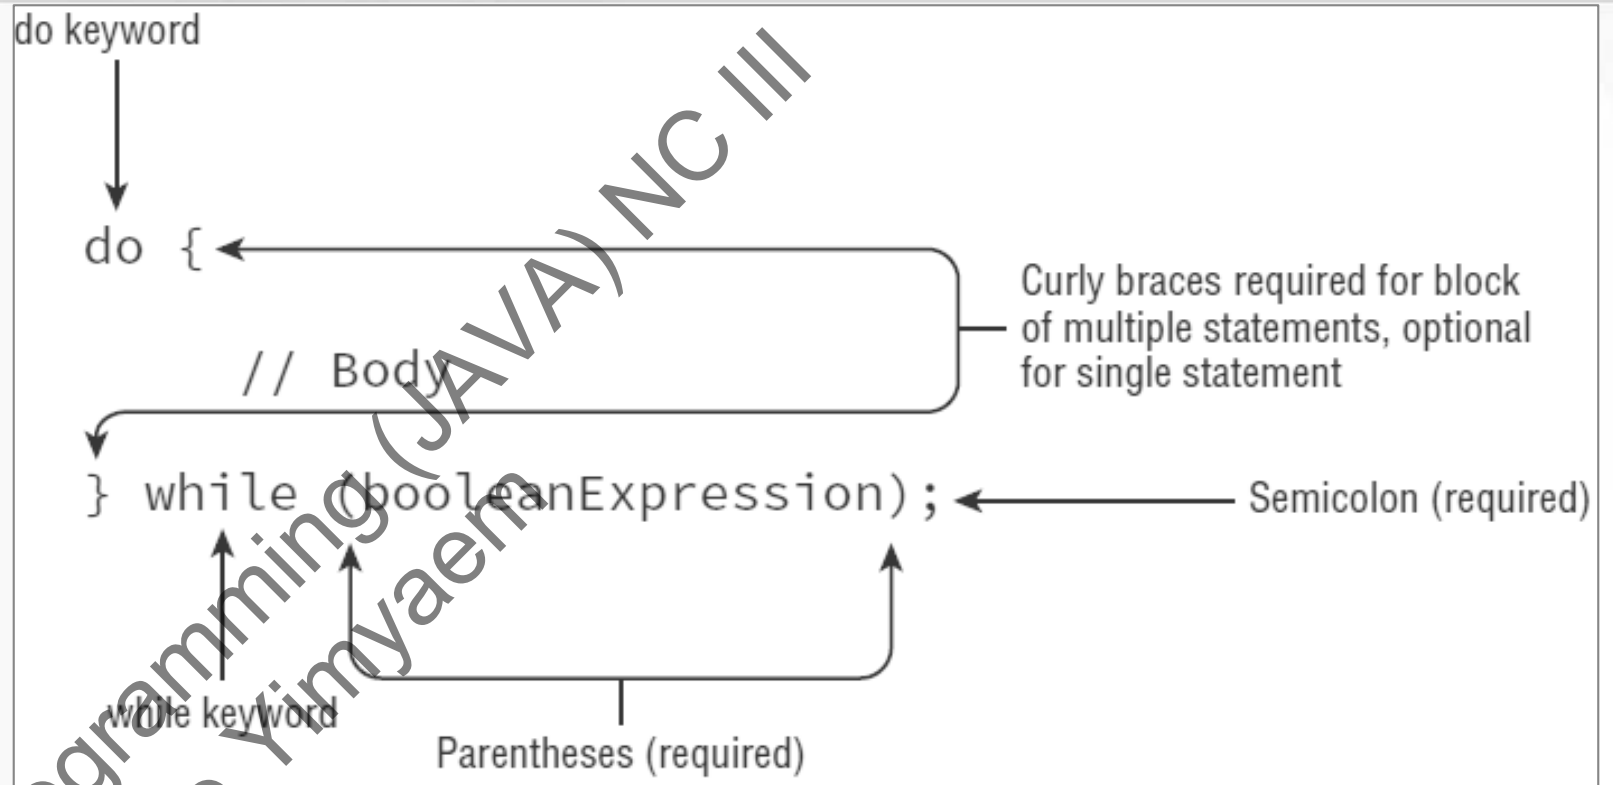 do keyword
do {
Curly braces required for block
of multiple statements, optional
for single statement
// Body
} while (booleanExpression);
Semicolon (required)
while keyword
Parentheses (required)
(JAVA) NC III
Yimyaem